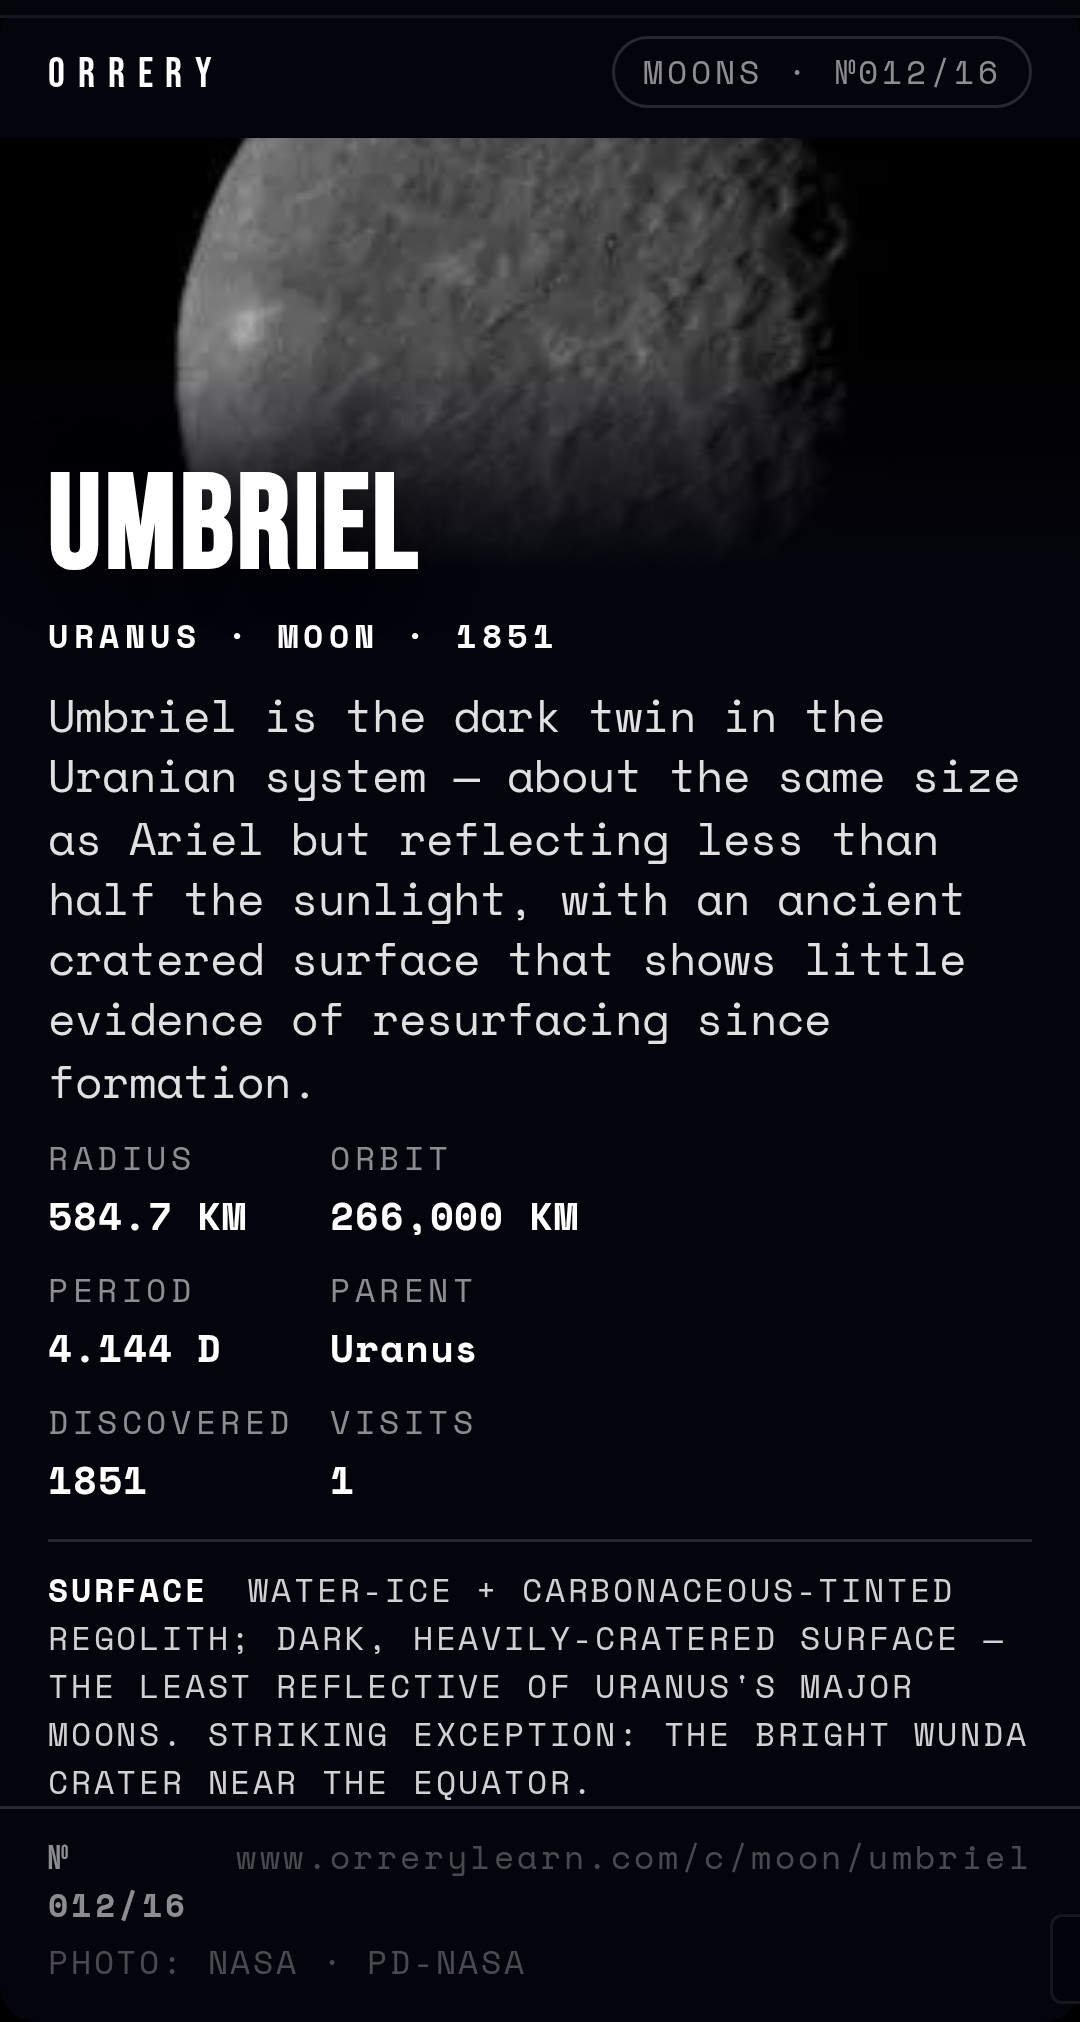 ORRERY
MOONS · №012/16
UMBRIEL
URANUS · MOON · 1851
Umbriel is the dark twin in the
Uranian system — about the same size
as Ariel but reflecting less than
half the sunlight, with an ancient
cratered surface that shows little
evidence of resurfacing since
formation.
RADIUS ORBIT
584.7 KM 266,000 KM
PERIOD PARENT
4.144 D Uranus
DISCOVERED VISITS
1851 1
SURFACE WATER-ICE + CARBONACEOUS-TINTED
REGOLITH; DARK, HEAVILY-CRATERED SURFACE —
THE LEAST REFLECTIVE OF URANUS'S MAJOR
MOONS. STRIKING EXCEPTION: THE BRIGHT WUNDA
CRATER NEAR THE EQUATOR.
№ www.orrerylearn.com/c/moon/umbriel
012/16
PHOTO: NASA · PD-NASA